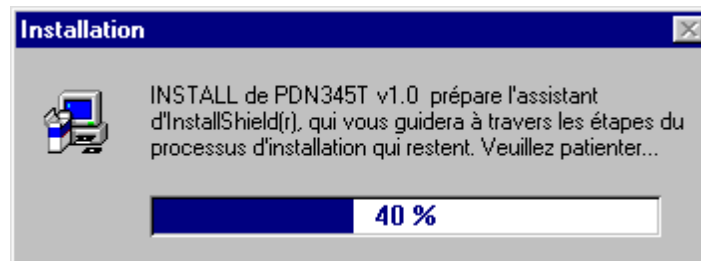 Installation
INSTALL de PDN345T v1.0 prépare l'assistant
d'InstallShield(r), qui vous guidera à travers les étapes du
processus d'installation qui restent. Veuillez patienter...
40 %